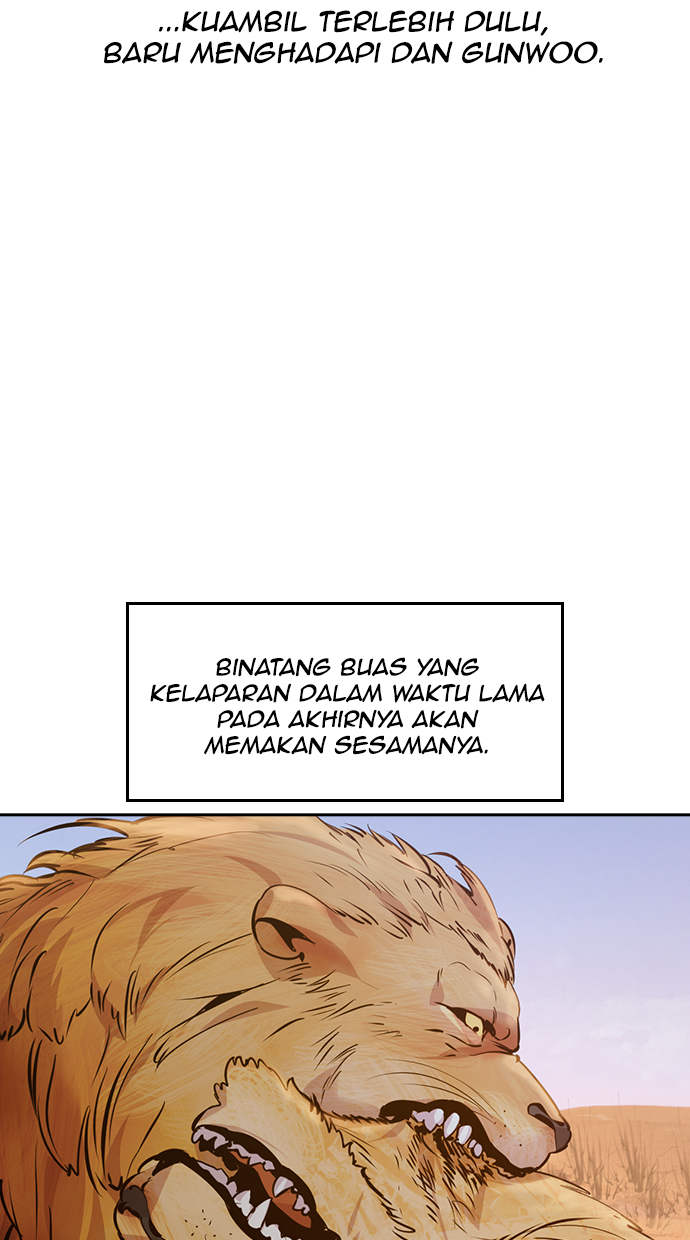 ...KUAMBIL TERLEBIH DULU,
BARU MENGHADAPI DAN GUNWOO.
BINATANG BUAS YANG
KELAPARAN DALAM WAKTU LAMA
PADA AKHIRNYA AKAN
MEMAKAN SESAMANYA.